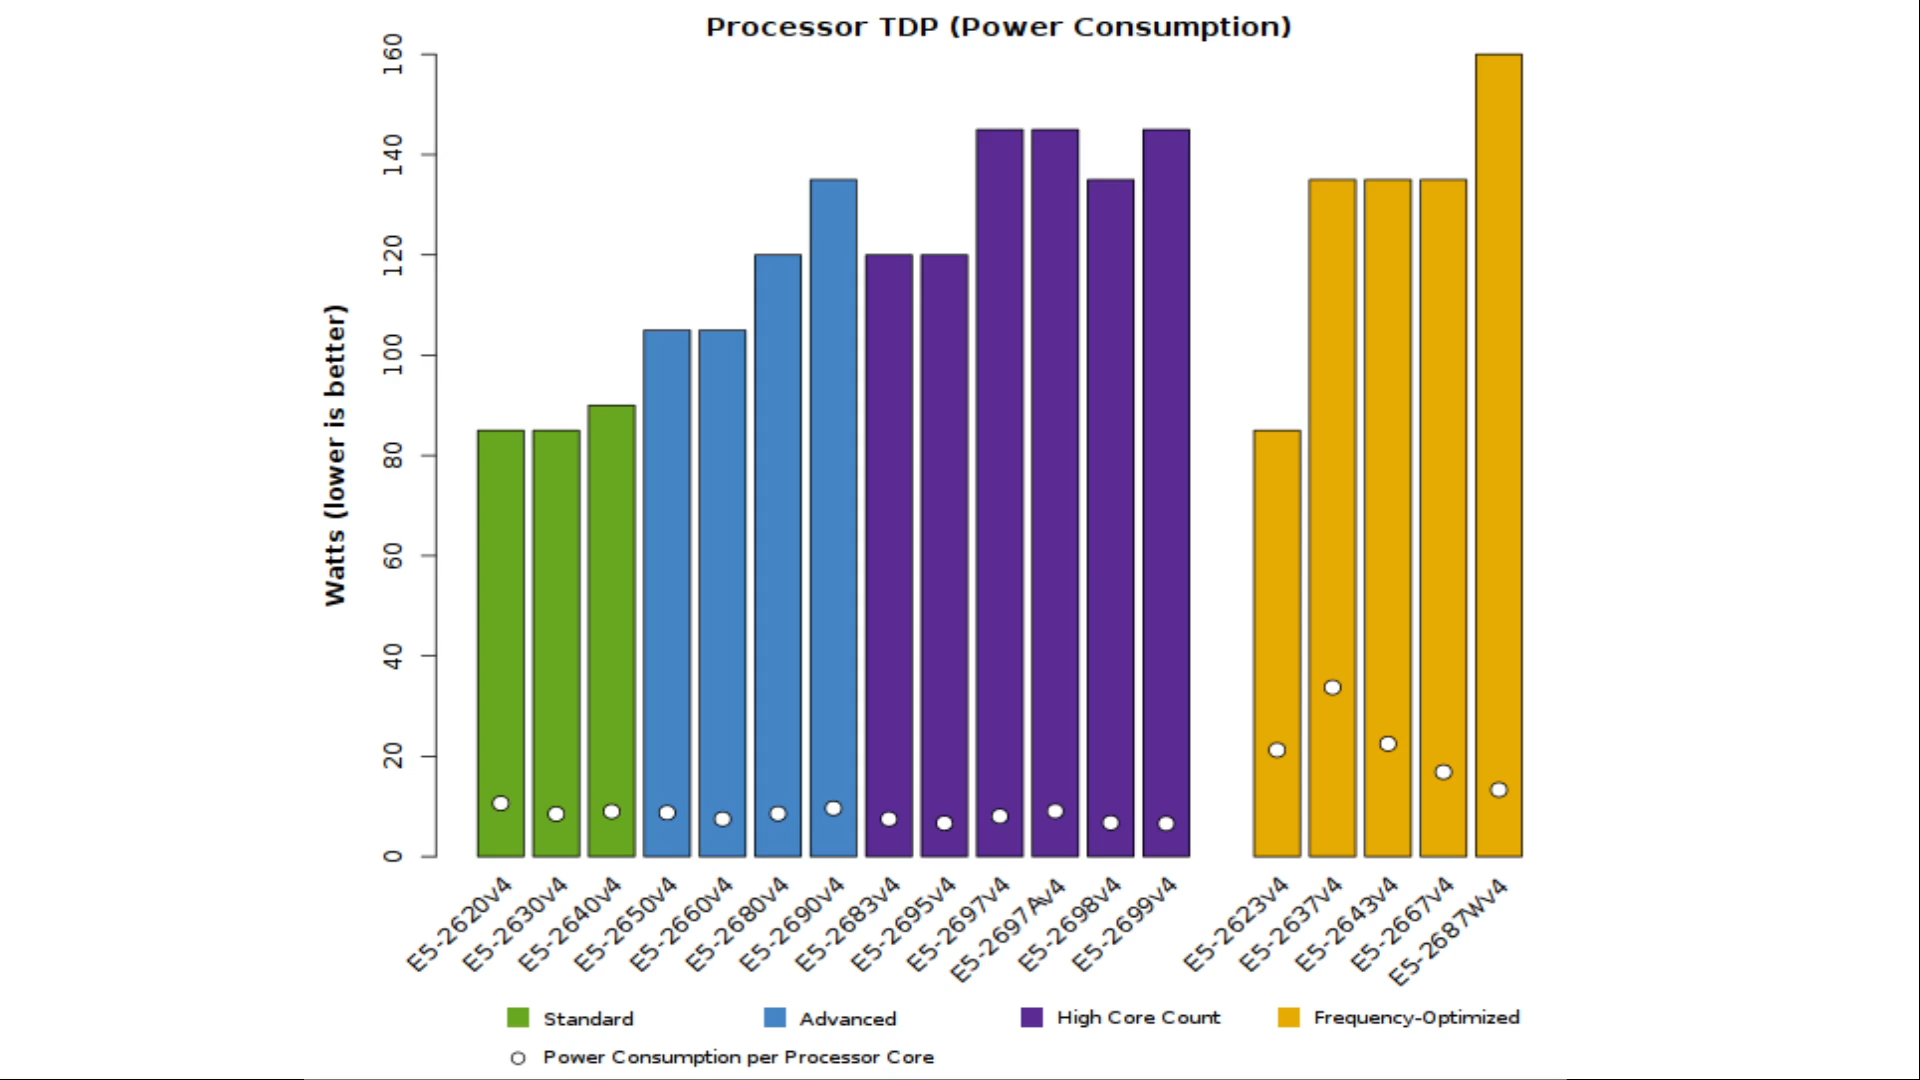 Processor TDP (Power Consumption)
Watts (lower is better)
160
140
120
100
80
60
40
20
0
E5-2620v4
E5-2630v4
E5-2640v4
E5-2650v4
E5-2660v4
E5-2680v4
E5-2690v4
E5-2683v4
E5-2695v4
E5-2697v4
E5-2697Av4
E5-2698v4
E5-2699v4
E5-2623v4
E5-2637v4
E5-2643v4
E5-2667v4
E5-2687Wv4
Standard
Advanced
High Core Count
Frequency-Optimized
Power Consumption per Processor Core